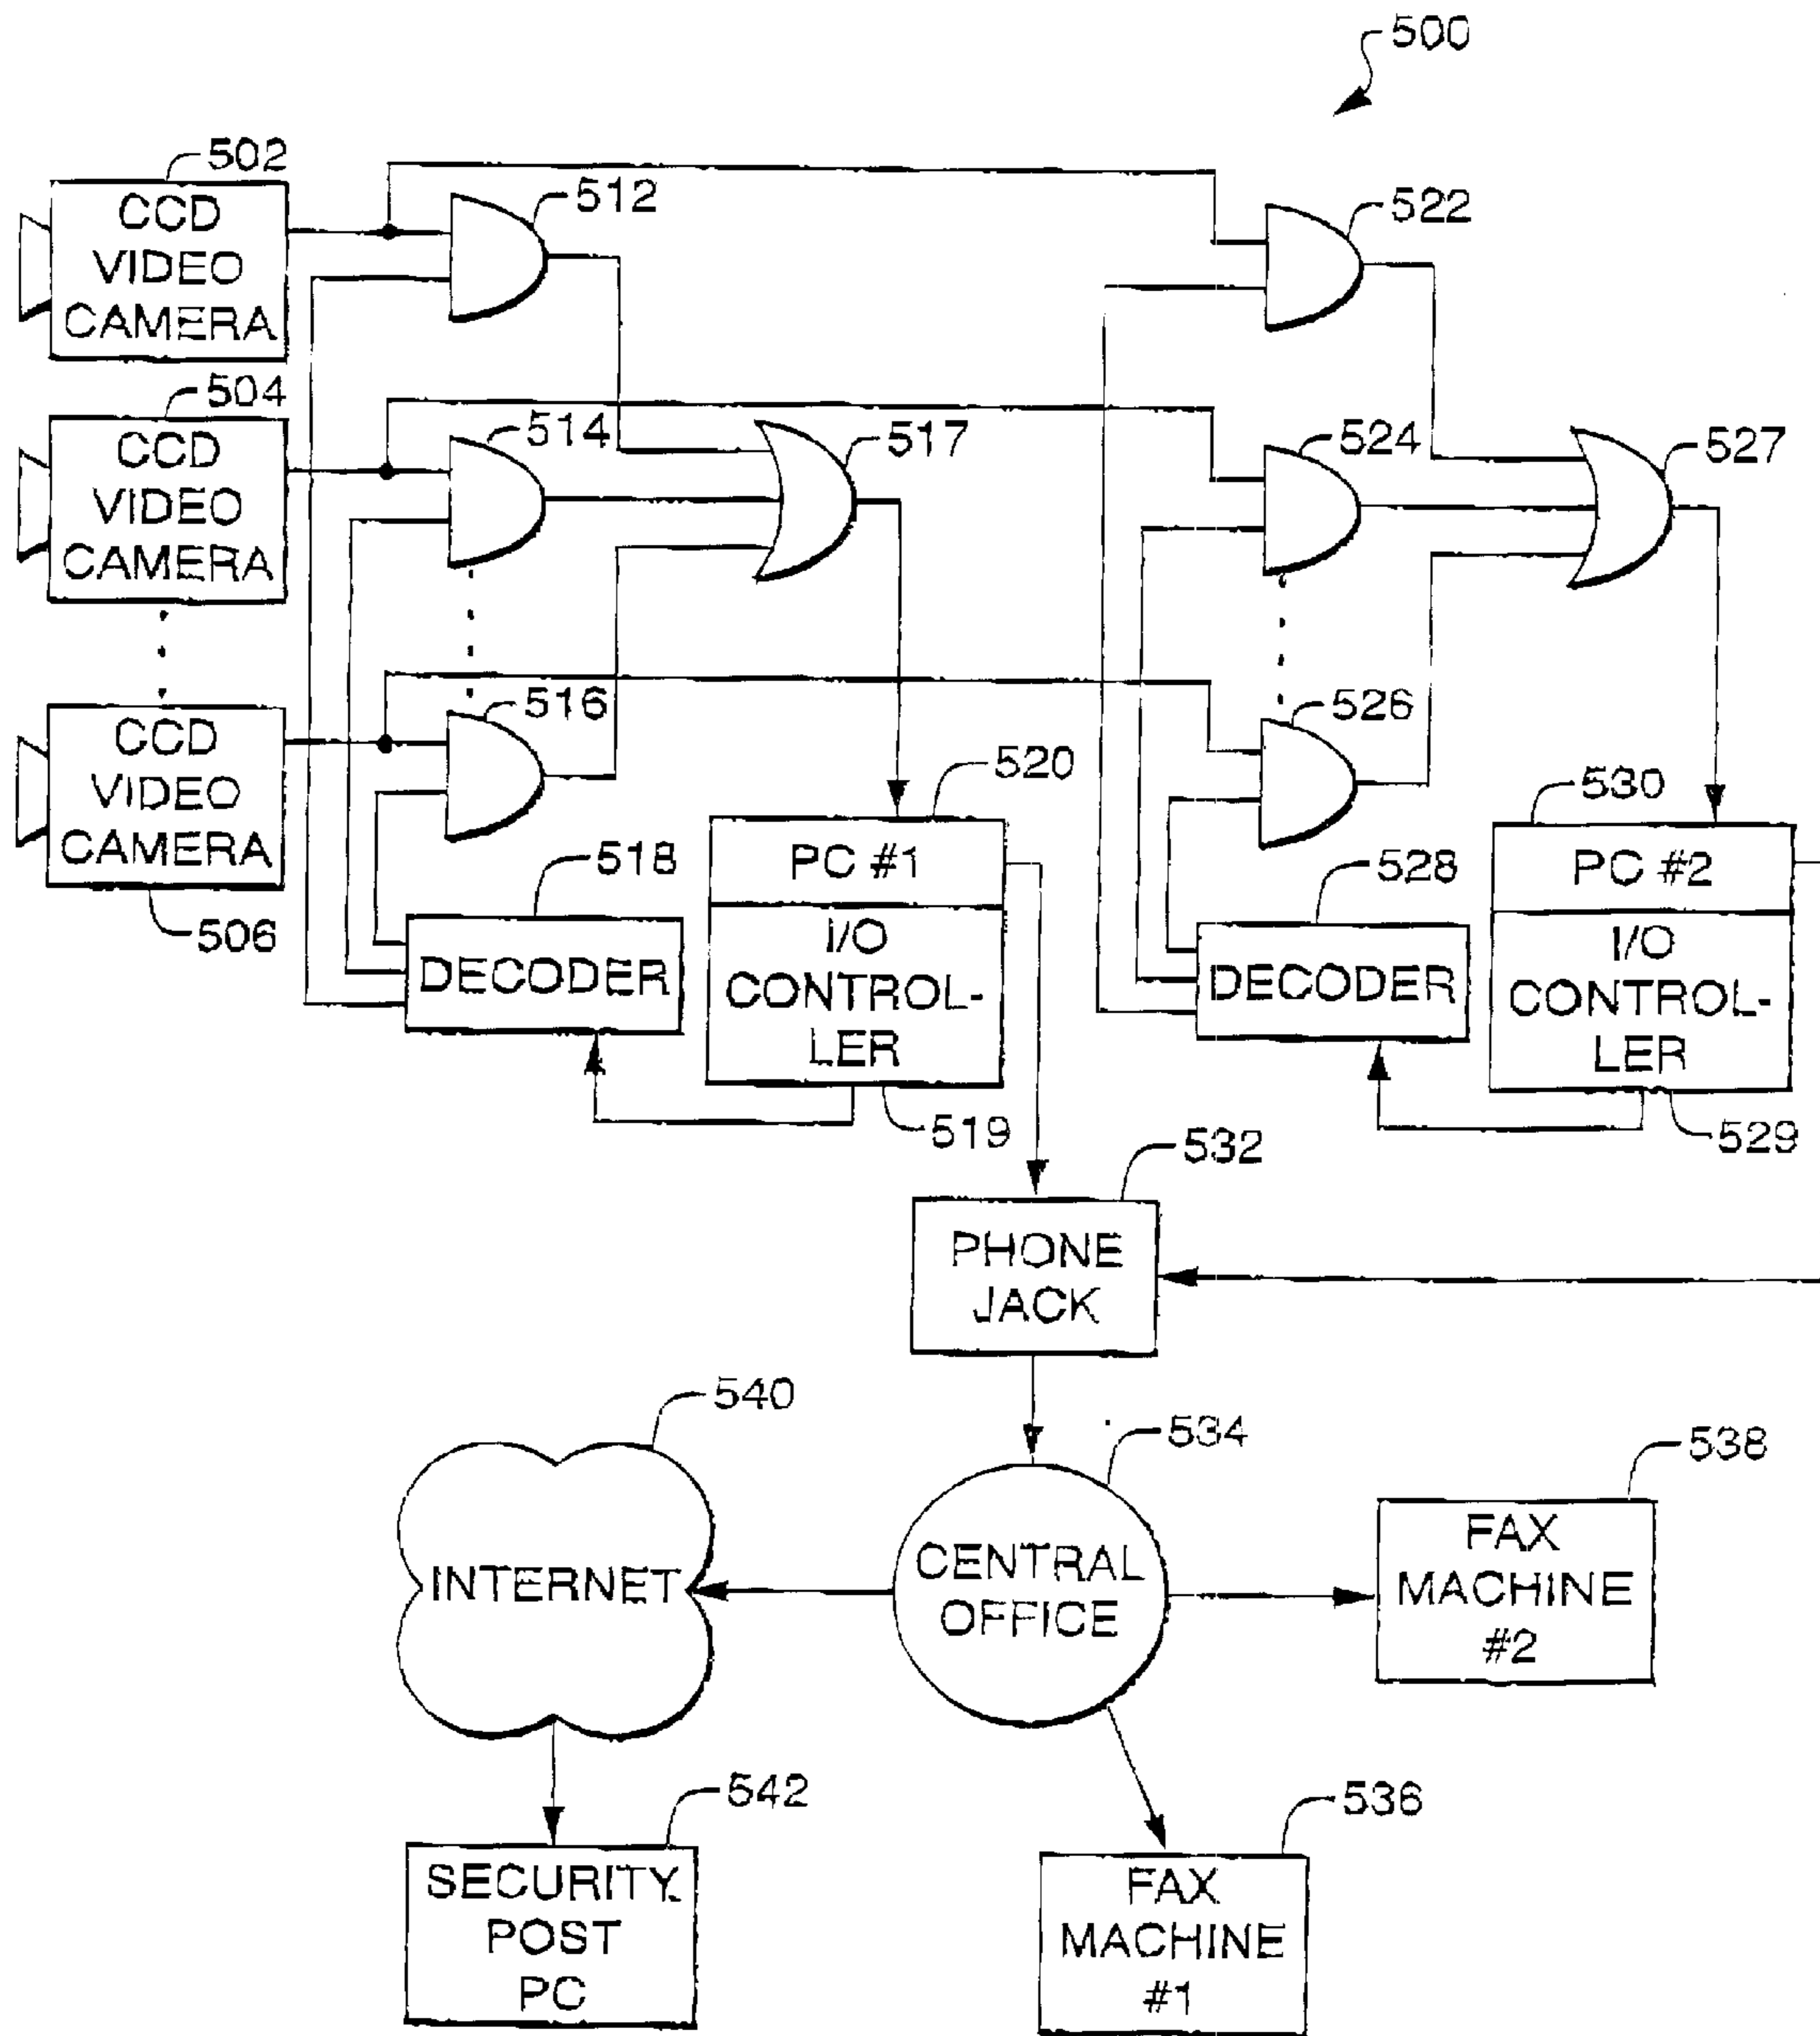 500
502
CCD
VIDEO
CAMERA
512
522
504
CCD
VIDEO
CAMERA
514
517
524
527
CCD
VIDEO
CAMERA
506
516
526
520
PC #1
I/O
CONTROL-
LER
519
518
DECODER
530
PC #2
I/O
CONTROL-
LER
529
528
DECODER
532
PHONE
JACK
540
INTERNET
534
CENTRAL
OFFICE
538
FAX
MACHINE
#2
542
SECURITY
POST
PC
536
FAX
MACHINE
#1